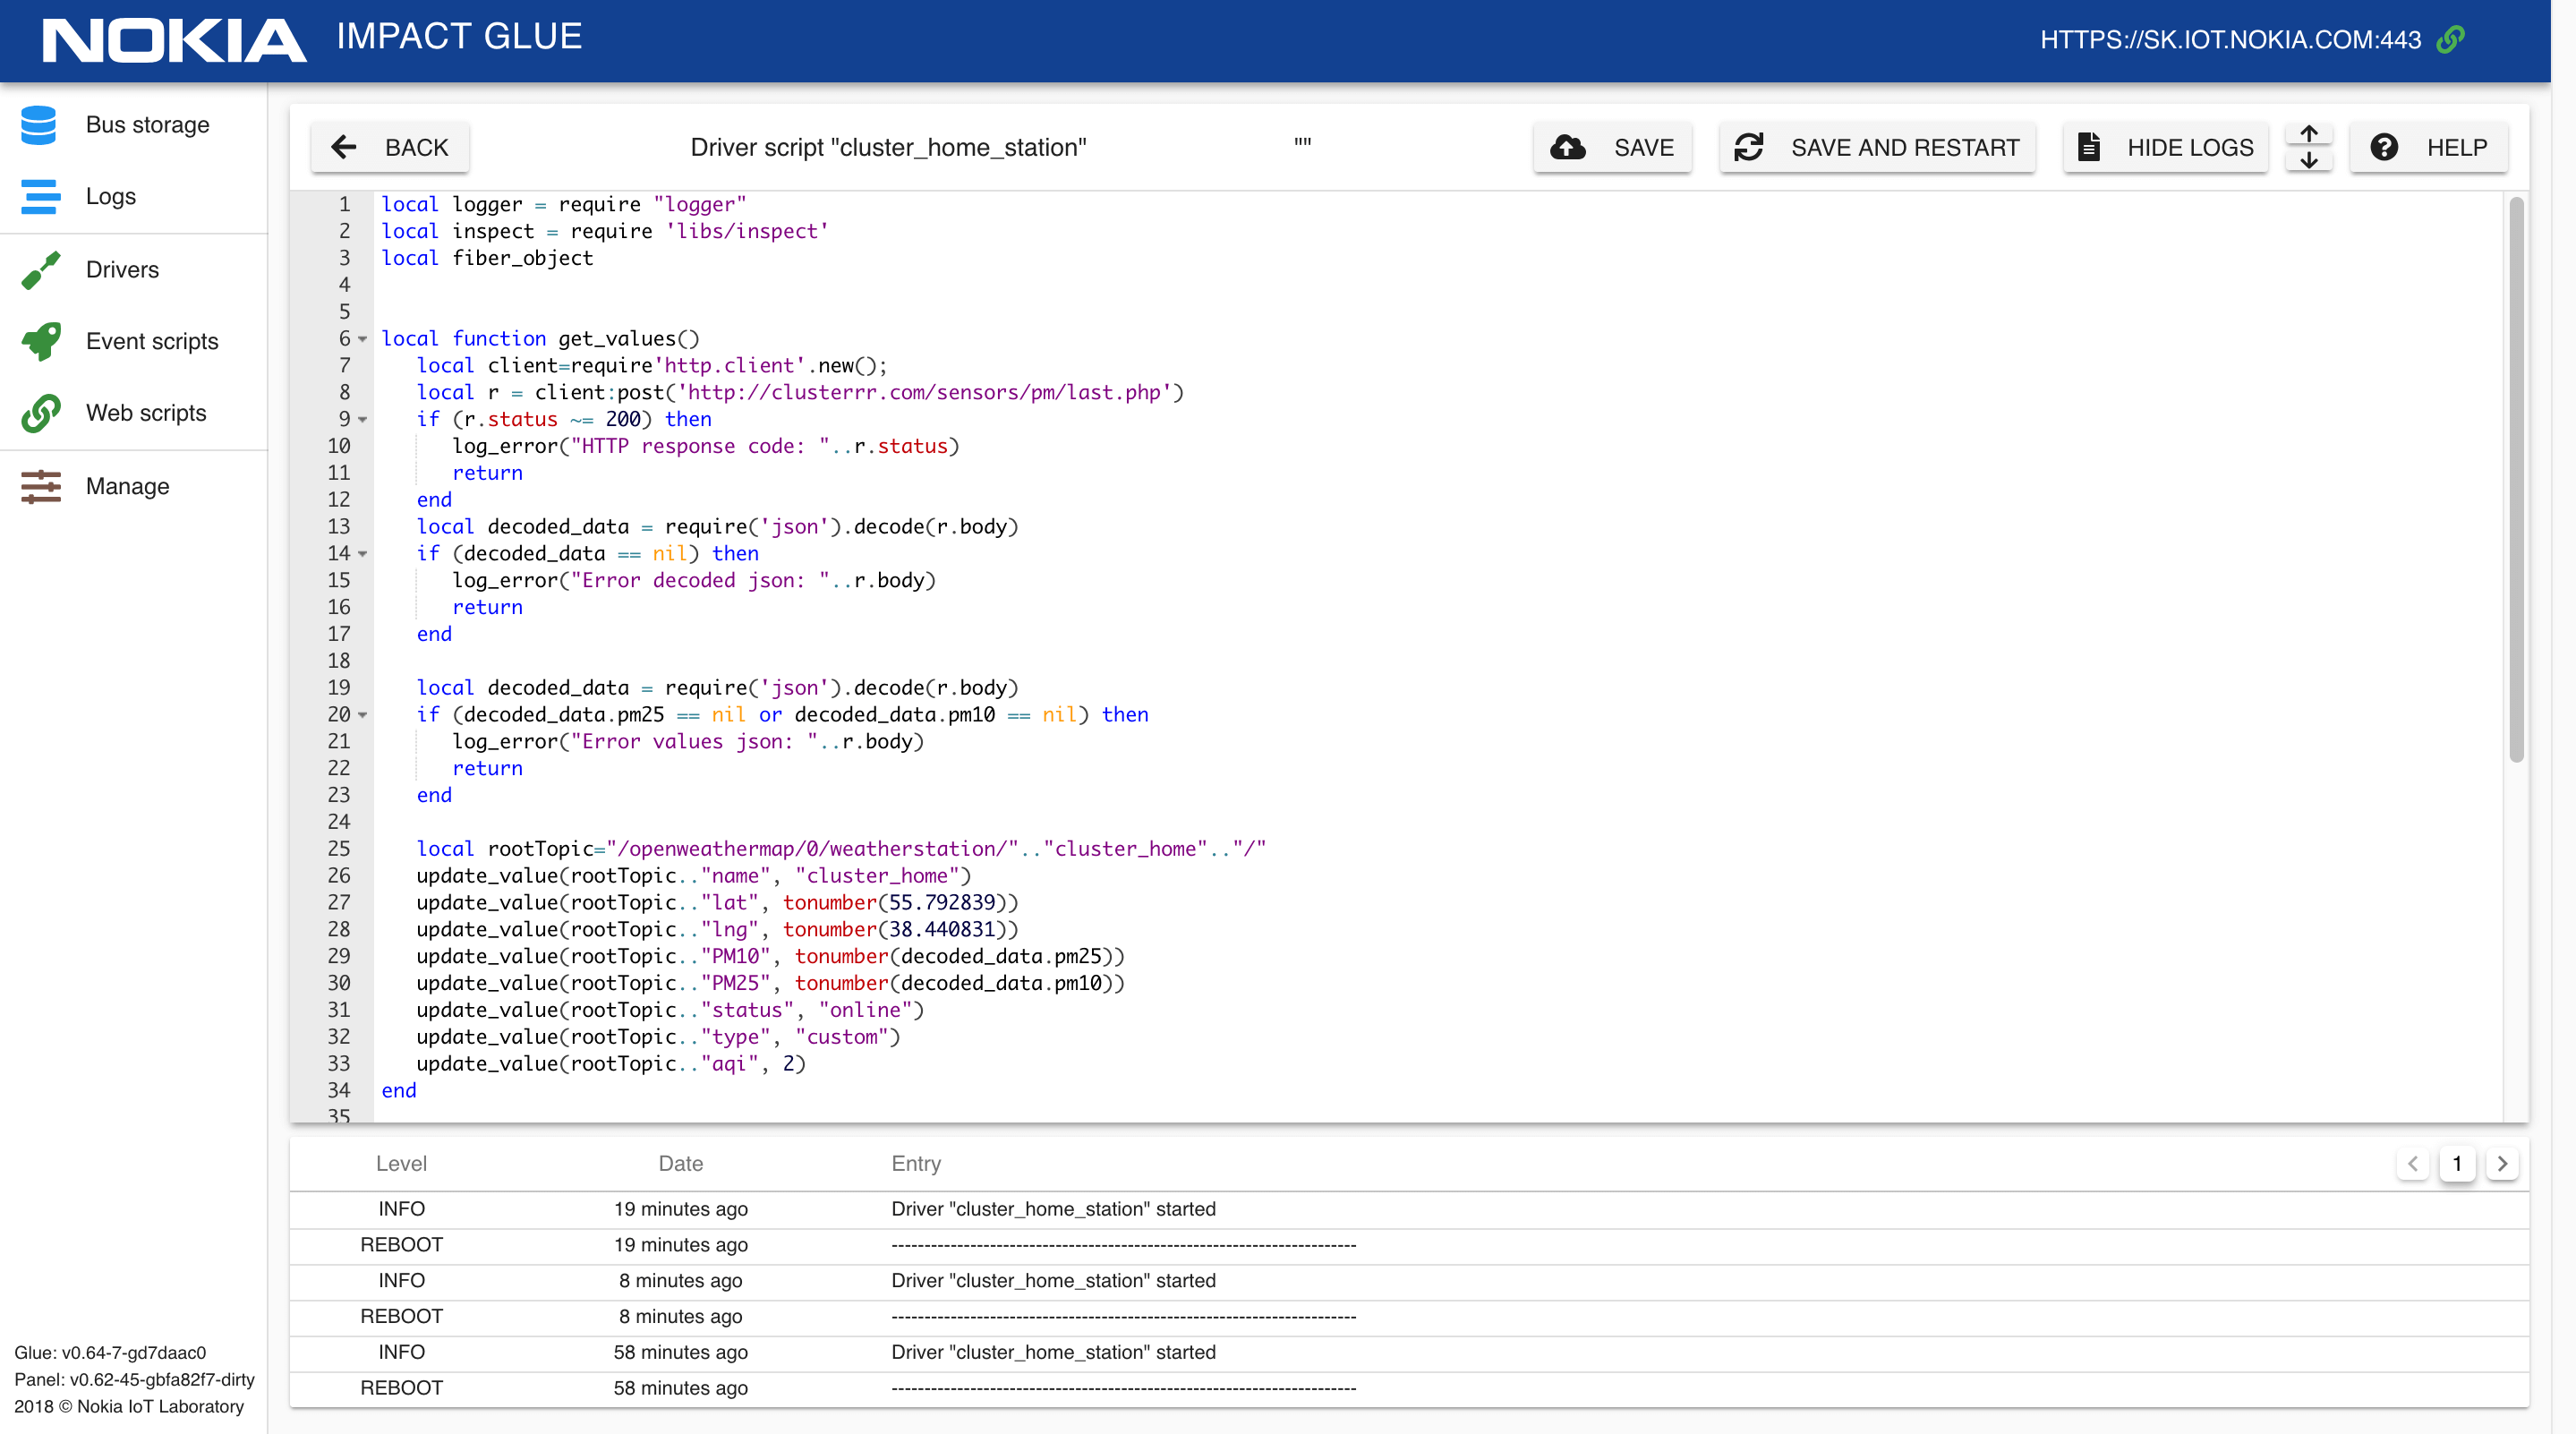 NOKIA IMPACT GLUE HTTPS://SK.IOT.NOKIA.COM:443
Bus storage
Logs
Drivers
Event scripts
Web scripts
Manage
Glue: v0.64-7-gd7daac0
Panel: v0.62-45-gbfa82f7-dirty
2018 © Nokia IoT Laboratory
BACK Driver script "cluster_home_station" "" SAVE SAVE AND RESTART HIDE LOGS HELP
1 local logger = require "logger"
2 local inspect = require 'libs/inspect'
3 local fiber_object
4
5
6 local function get_values()
7    local client=require'http.client'.new();
8    local r = client:post('http://clusterrr.com/sensors/pm/last.php')
9    if (r.status ~= 200) then
10       log_error("HTTP response code: "..r.status)
11       return
12    end
13    local decoded_data = require('json').decode(r.body)
14    if (decoded_data == nil) then
15       log_error("Error decoded json: "..r.body)
16       return
17    end
18
19    local decoded_data = require('json').decode(r.body)
20    if (decoded_data.pm25 == nil or decoded_data.pm10 == nil) then
21       log_error("Error values json: "..r.body)
22       return
23    end
24
25    local rootTopic="/openweathermap/0/weatherstation/".."cluster_home".."/"
26    update_value(rootTopic.."name", "cluster_home")
27    update_value(rootTopic.."lat", tonumber(55.792839))
28    update_value(rootTopic.."lng", tonumber(38.440831))
29    update_value(rootTopic.."PM10", tonumber(decoded_data.pm25))
30    update_value(rootTopic.."PM25", tonumber(decoded_data.pm10))
31    update_value(rootTopic.."status", "online")
32    update_value(rootTopic.."type", "custom")
33    update_value(rootTopic.."aqi", 2)
34 end
35
Level Date Entry 1
INFO 19 minutes ago Driver "cluster_home_station" started
REBOOT 19 minutes ago -----------------------------------------------------------------------
INFO 8 minutes ago Driver "cluster_home_station" started
REBOOT 8 minutes ago -----------------------------------------------------------------------
INFO 58 minutes ago Driver "cluster_home_station" started
REBOOT 58 minutes ago -----------------------------------------------------------------------